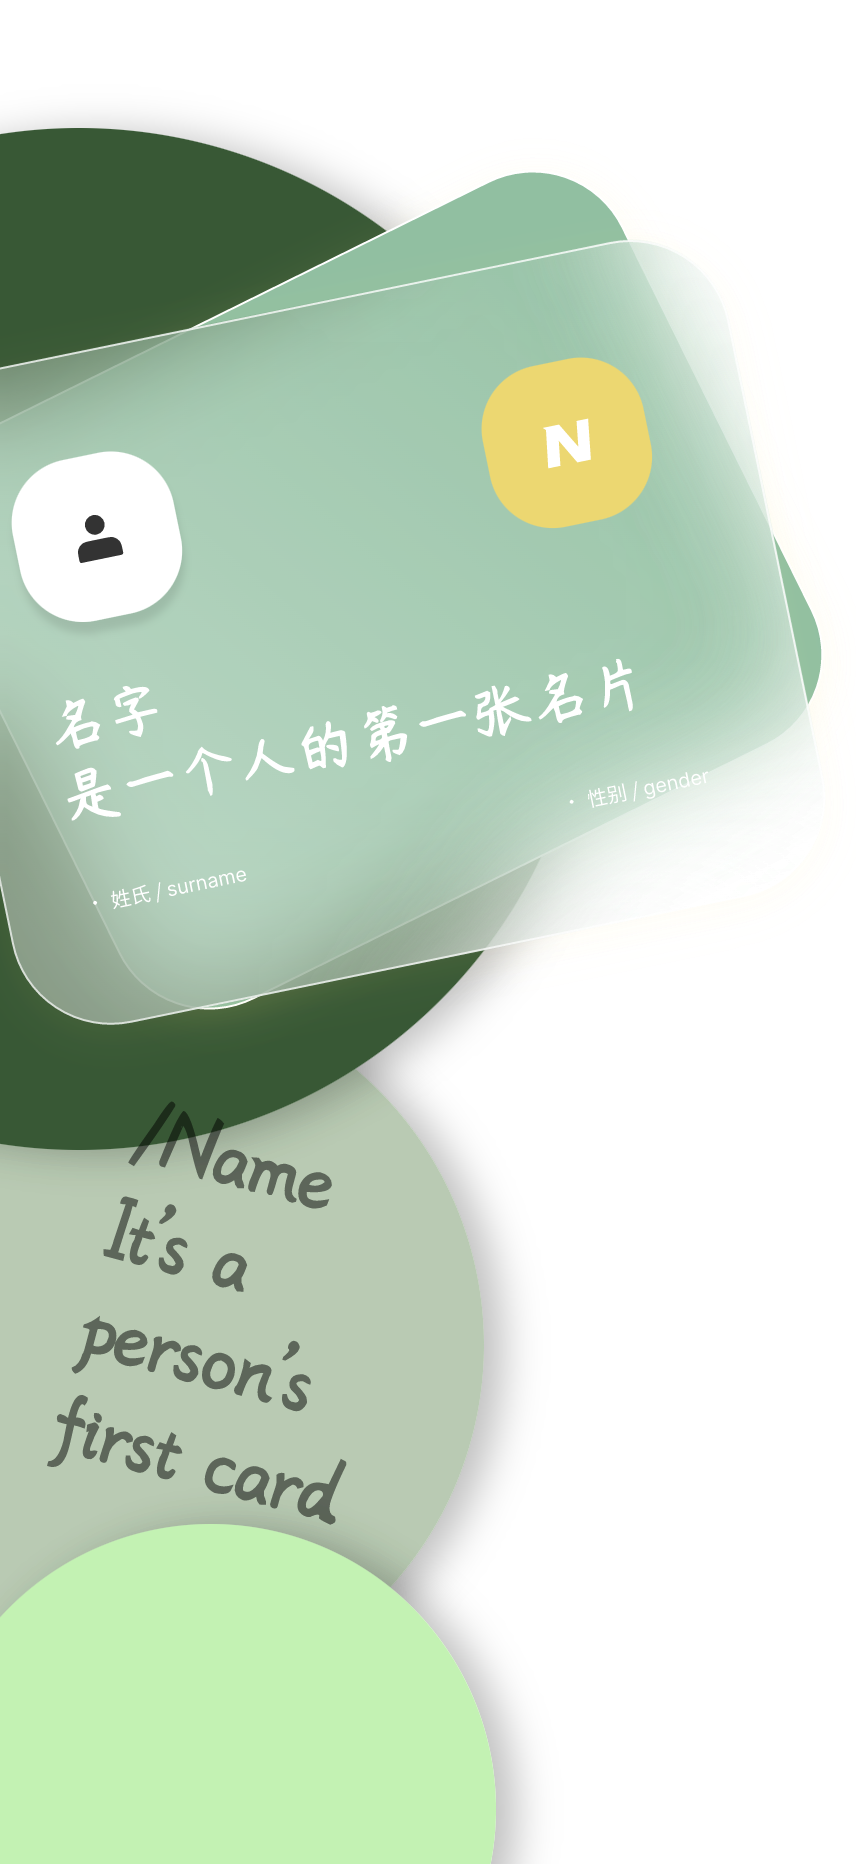 N
名字
是一个人的第一张名片
• 性别 / gender
• 姓氏 / surname
/Name
It's a
person's
first card